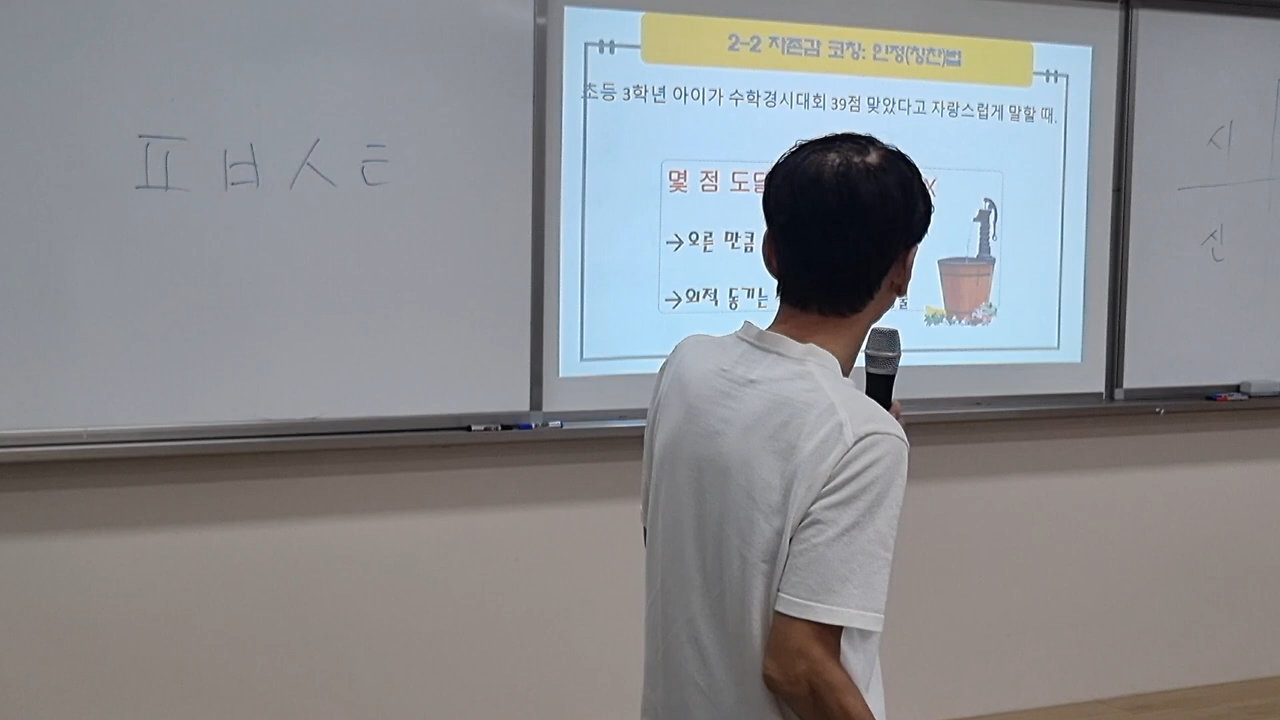 ㅍ ㅂ ㅅ ㅌ
2-2 자존감 코칭: 인정(칭찬)법
초등 3학년 아이가 수학경시대회 39점 맞았다고 자랑스럽게 말할 때.
몇 점 도달 X
→오른 만큼
→외적 동기는
시
신